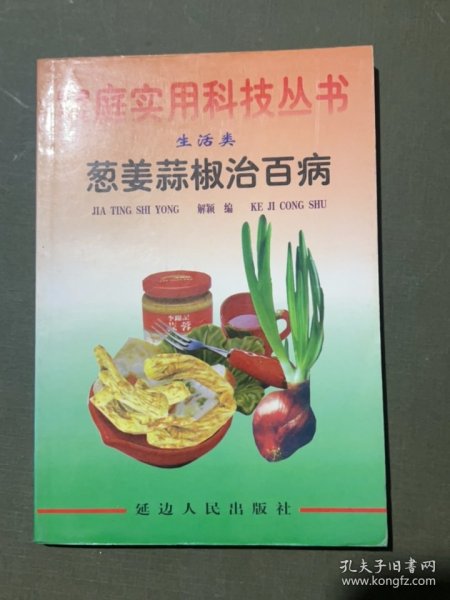 家庭实用科技丛书
生活类
葱姜蒜椒治百病
JIA TING SHI YONG 解颖 编 KE JI CONG SHU
延边人民出版社
孔夫子旧书网
www.kongfz.com